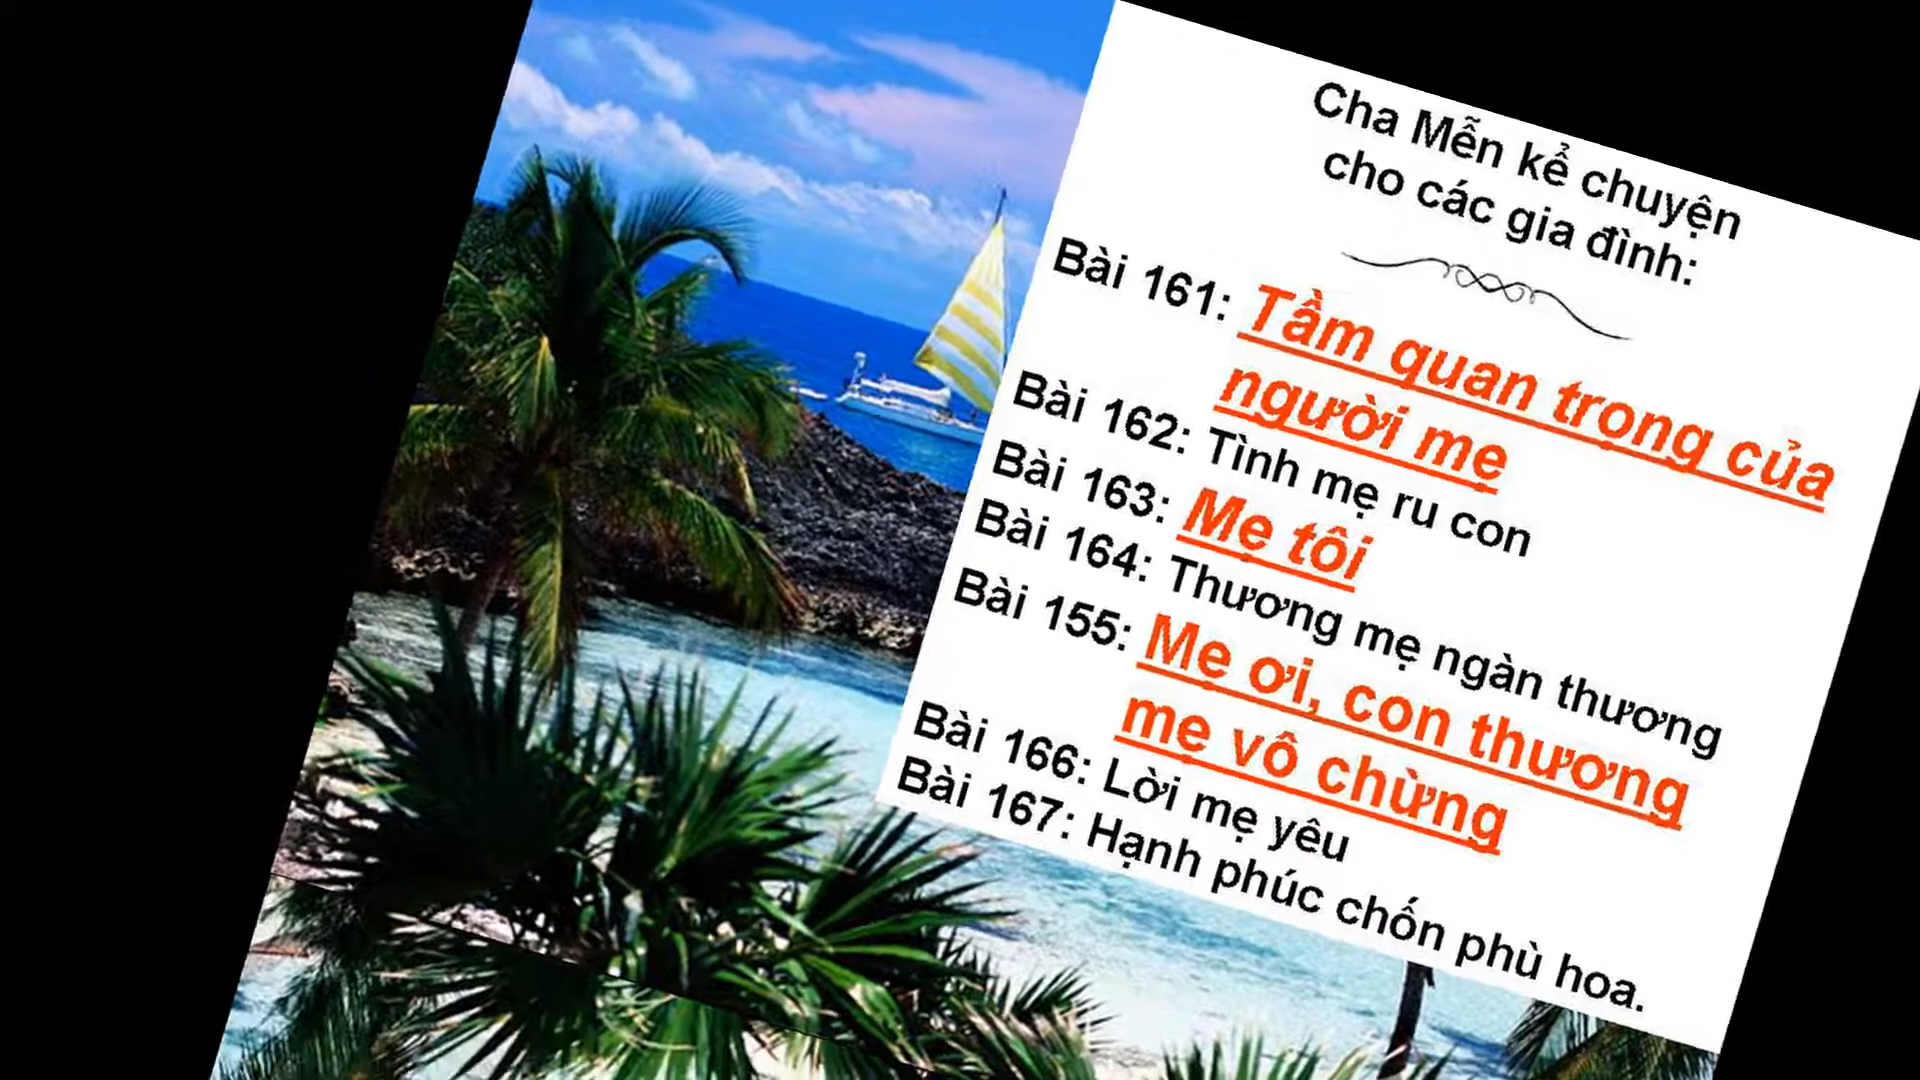 Cha Mễn kể chuyện
cho các gia đình:
Bài 161: Tầm quan trọng của
người mẹ
Bài 162: Tình mẹ ru con
Bài 163: Mẹ tôi
Bài 164: Thương mẹ ngàn thương
Bài 155: Mẹ ơi, con thương
mẹ vô chừng
Bài 166: Lời mẹ yêu
Bài 167: Hạnh phúc chốn phù hoa.